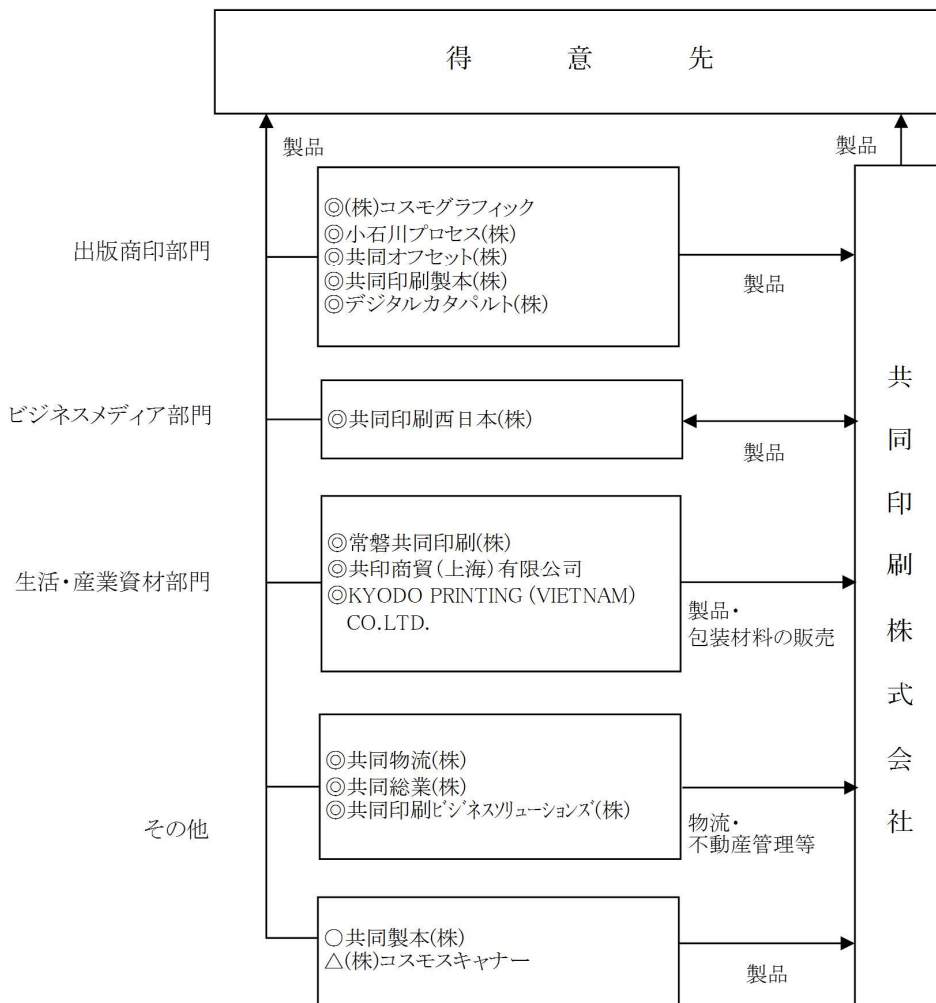 得意先
製品
製品
出版商印部門
◎(株)コスモグラフィック
◎小石川プロセス(株)
◎共同オフセット(株)
◎共同印刷製本(株)
◎デジタルカタパルト(株)
製品
ビジネスメディア部門
◎共同印刷西日本(株)
製品
生活・産業資材部門
◎常磐共同印刷(株)
◎共印商貿(上海)有限公司
◎KYODO PRINTING (VIETNAM)
CO.LTD.
製品・
包装材料の販売
その他
◎共同物流(株)
◎共同総業(株)
◎共同印刷ビジネスソリューションズ(株)
物流・
不動産管理等
○共同製本(株)
△(株)コスモスキャナー
製品
共同印刷株式会社